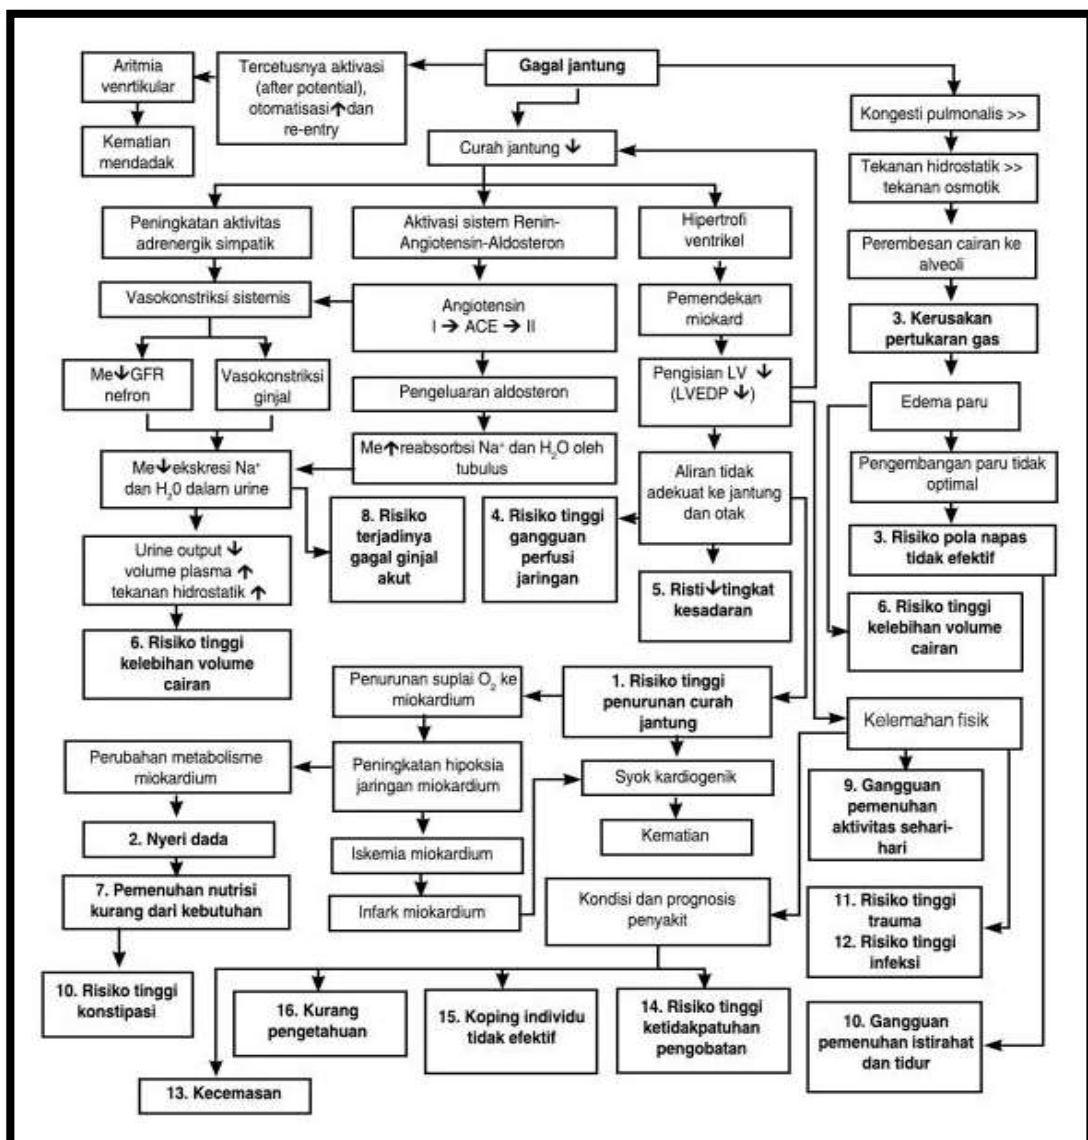 Gagal jantung
Aritmia
venrtikular
Tercetusnya aktivasi
(after potential),
otomatisasi↑dan
re-entry
Kematian
mendadak
Curah jantung ↓
Kongesti pulmonalis >>
Tekanan hidrostatik >>
tekanan osmotik
Peningkatan aktivitas
adrenergik simpatik
Aktivasi sistem Renin-
Angiotensin-Aldosteron
Hipertrofi
ventrikel
Perembesan cairan ke
alveoli
Vasokonstriksi sistemis
Angiotensin
I → ACE → II
Pemendekan
miokard
3. Kerusakan
pertukaran gas
Me↓GFR
nefron
Vasokonstriksi
ginjal
Pengeluaran aldosteron
Pengisian LV ↓
(LVEDP ↓)
Edema paru
Me↓ekskresi Na⁺
dan H₂0 dalam urine
Me↑reabsorbsi Na⁺ dan H₂O oleh
tubulus
Aliran tidak
adekuat ke jantung
dan otak
Pengembangan paru tidak
optimal
8. Risiko
terjadinya
gagal ginjal
akut
4. Risiko tinggi
gangguan
perfusi
jaringan
3. Risiko pola napas
tidak efektif
Urine output ↓
volume plasma ↑
tekanan hidrostatik ↑
5. Risti↓tingkat
kesadaran
6. Risiko tinggi
kelebihan volume
cairan
6. Risiko tinggi
kelebihan volume
cairan
Penurunan suplai O₂ ke
miokardium
1. Risiko tinggi
penurunan curah
jantung
Kelemahan fisik
Perubahan metabolisme
miokardium
Peningkatan hipoksia
jaringan miokardium
Syok kardiogenik
9. Gangguan
pemenuhan
aktivitas sehari-
hari
2. Nyeri dada
Iskemia miokardium
Kematian
7. Pemenuhan nutrisi
kurang dari kebutuhan
Infark miokardium
Kondisi dan prognosis
penyakit
11. Risiko tinggi
trauma
12. Risiko tinggi
infeksi
10. Risiko tinggi
konstipasi
16. Kurang
pengetahuan
15. Koping individu
tidak efektif
14. Risiko tinggi
ketidakpatuhan
pengobatan
10. Gangguan
pemenuhan istirahat
dan tidur
13. Kecemasan